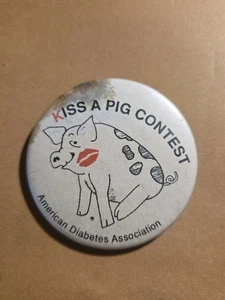 KISS A PIG CONTEST
American Diabetes Association